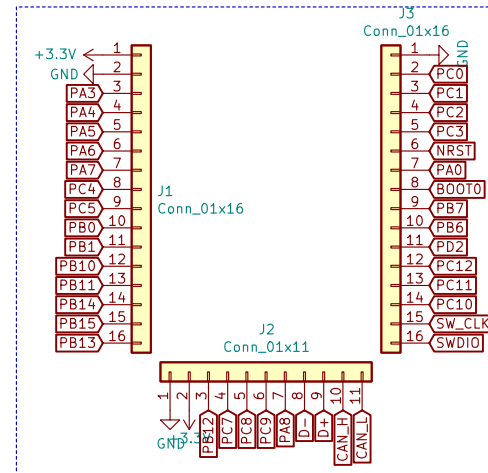 J3
Conn_01x16
+3.3V 1
GND 2
PA3 3
PA4 4
PA5 5
PA6 6
PA7 7
PC4 8
PC5 9
PB0 10
PB1 11
PB10 12
PB11 13
PB14 14
PB15 15
PB13 16
J1
Conn_01x16
1 GND
2 PC0
3 PC1
4 PC2
5 PC3
6 NRST
7 PA0
8 BOOT0
9 PB7
10 PB6
11 PD2
12 PC12
13 PC11
14 PC10
15 SW_CLK
16 SWDIO
J2
Conn_01x11
1 GND
2 +3.3V
3 PB12
4 PC7
5 PC8
6 PC9
7 PA8
8 D-
9 D+
10 CAN_H
11 CAN_L